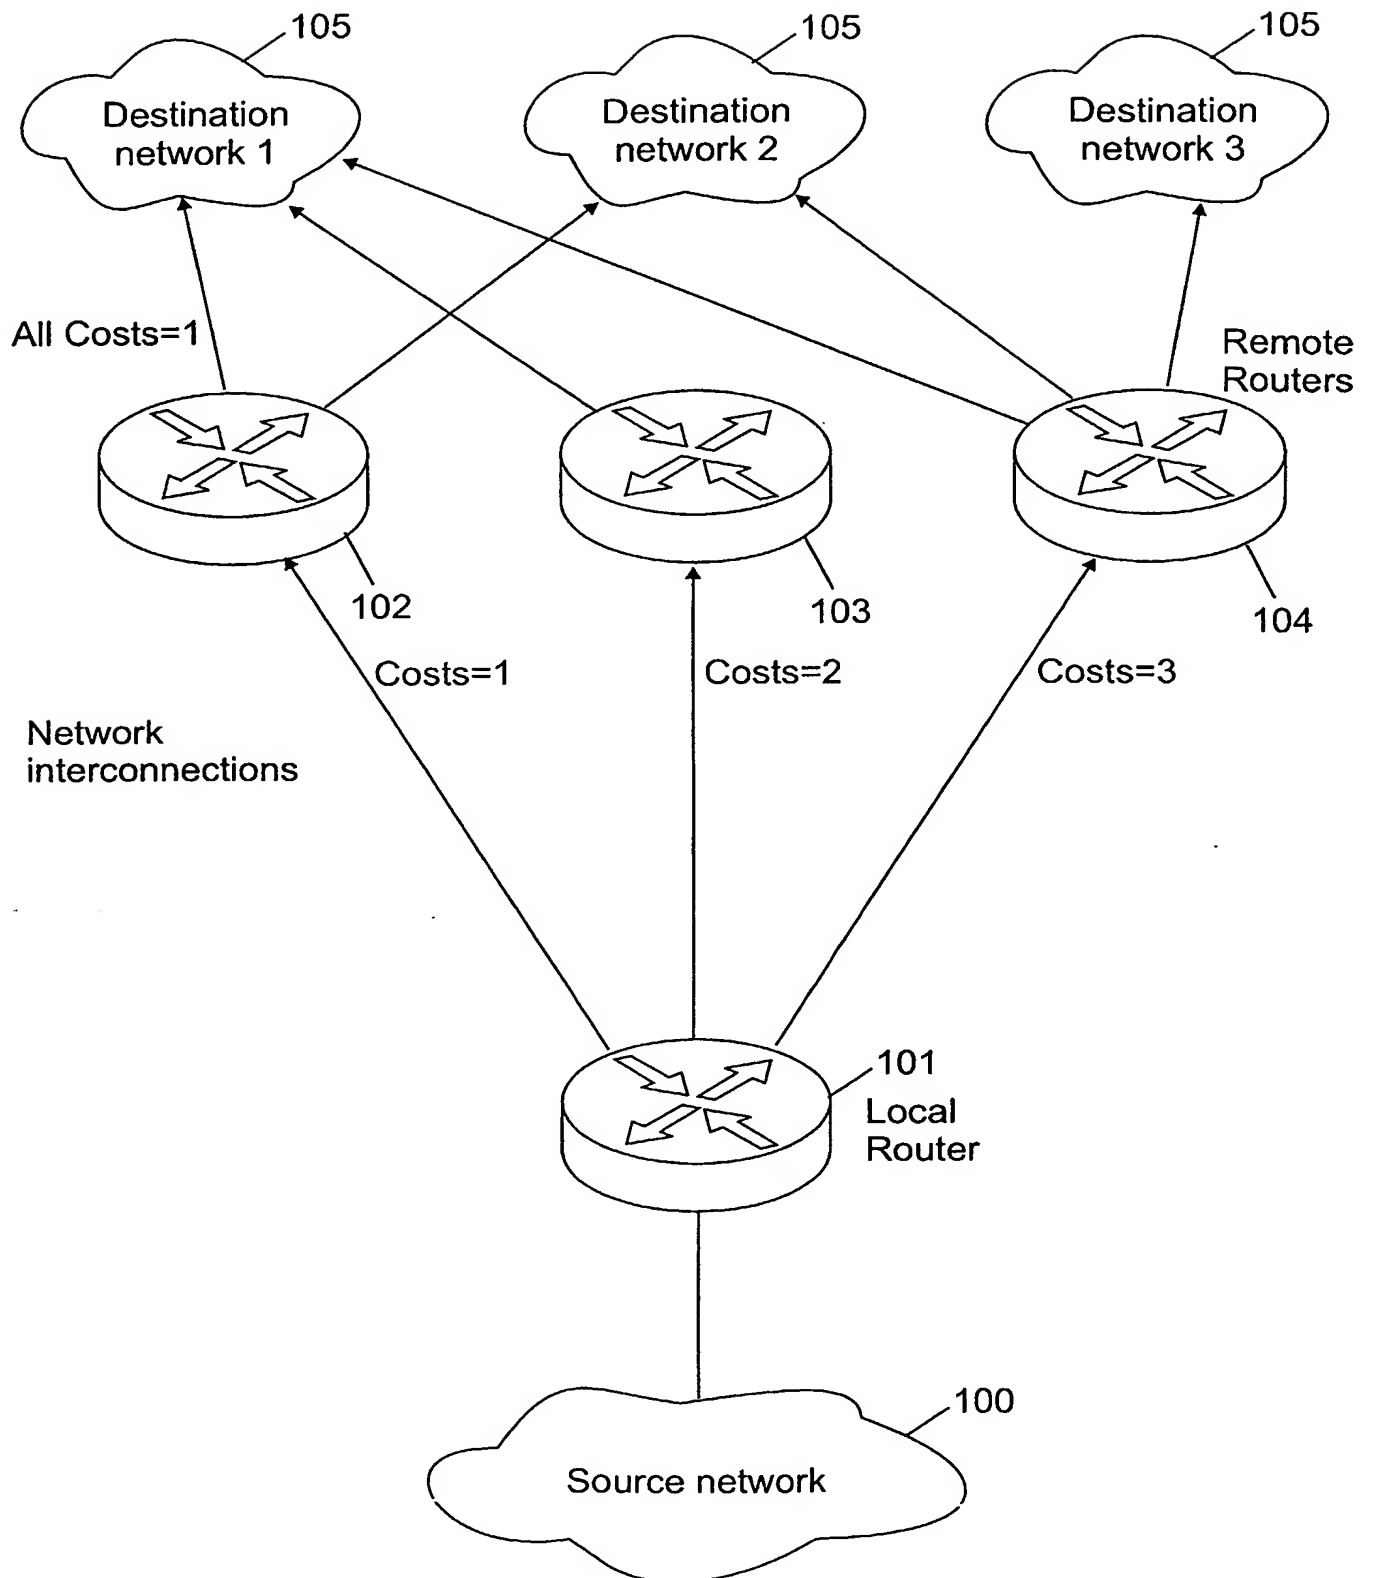 105
105
105
Destination
network 1
Destination
network 2
Destination
network 3
All Costs=1
Remote
Routers
102
103
104
Costs=1
Costs=2
Costs=3
Network
interconnections
101
Local
Router
100
Source network